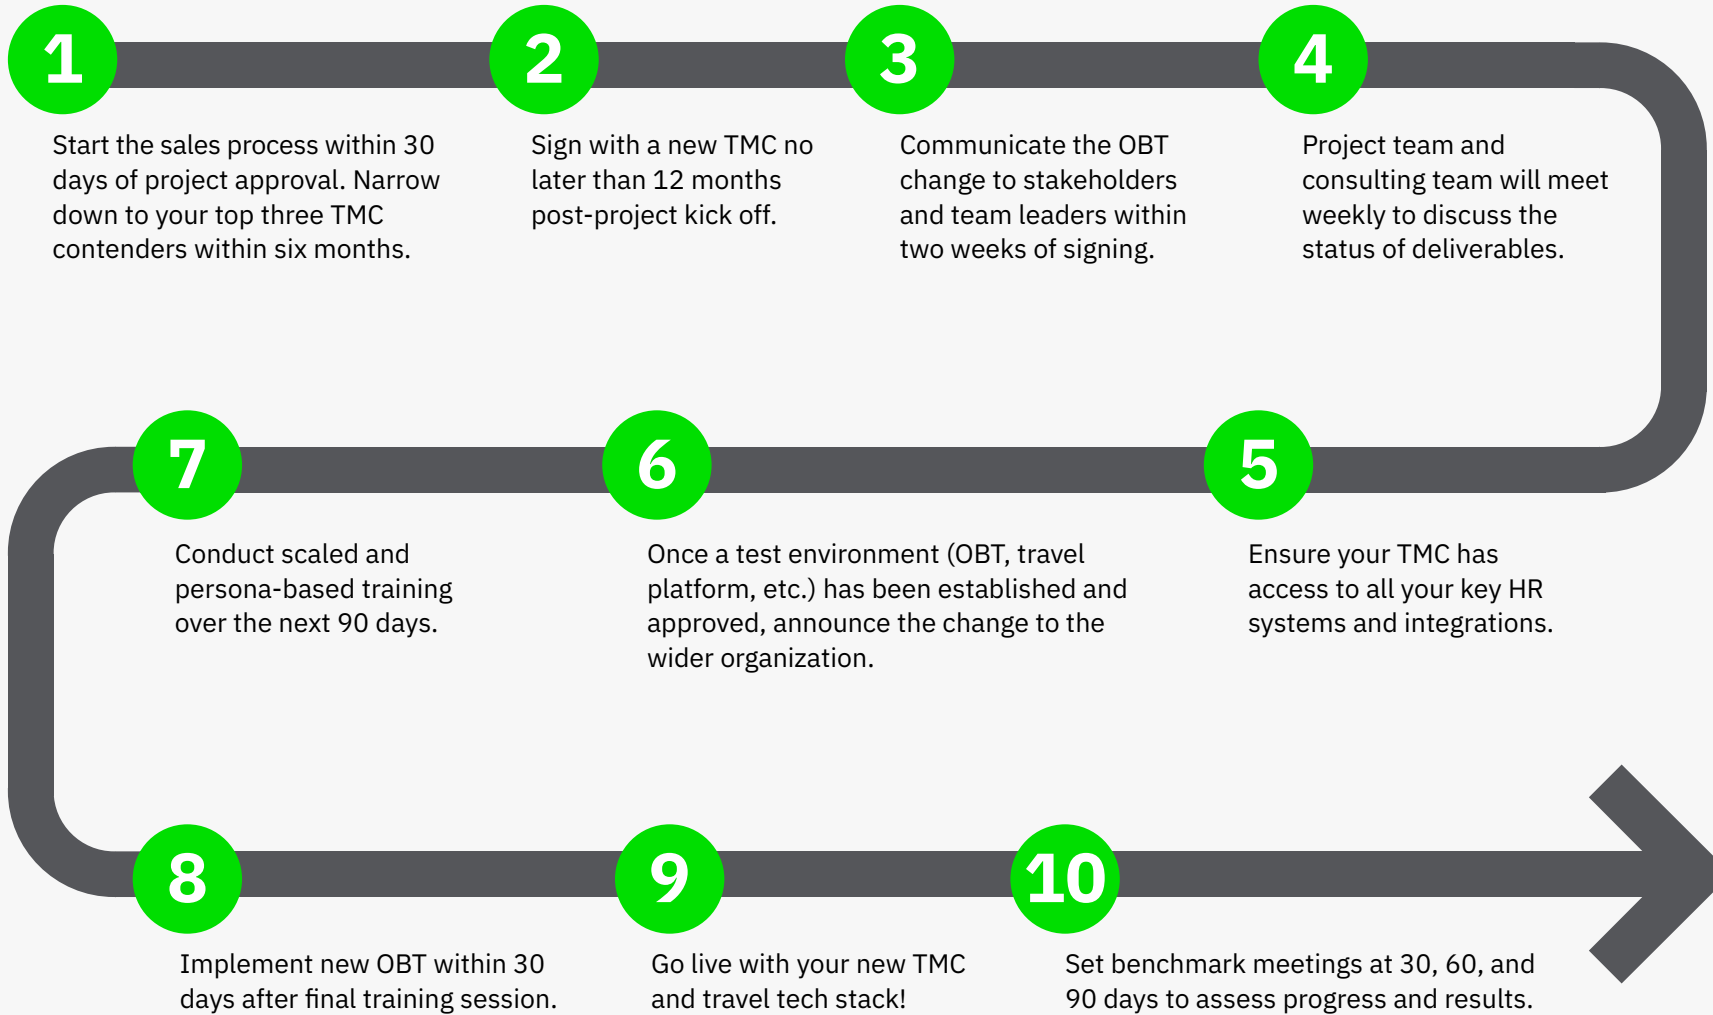 1
Start the sales process within 30
days of project approval. Narrow
down to your top three TMC
contenders within six months.
2
Sign with a new TMC no
later than 12 months
post-project kick off.
3
Communicate the OBT
change to stakeholders
and team leaders within
two weeks of signing.
4
Project team and
consulting team will meet
weekly to discuss the
status of deliverables.
5
Ensure your TMC has
access to all your key HR
systems and integrations.
6
Once a test environment (OBT, travel
platform, etc.) has been established and
approved, announce the change to the
wider organization.
7
Conduct scaled and
persona-based training
over the next 90 days.
8
Implement new OBT within 30
days after final training session.
9
Go live with your new TMC
and travel tech stack!
10
Set benchmark meetings at 30, 60, and
90 days to assess progress and results.